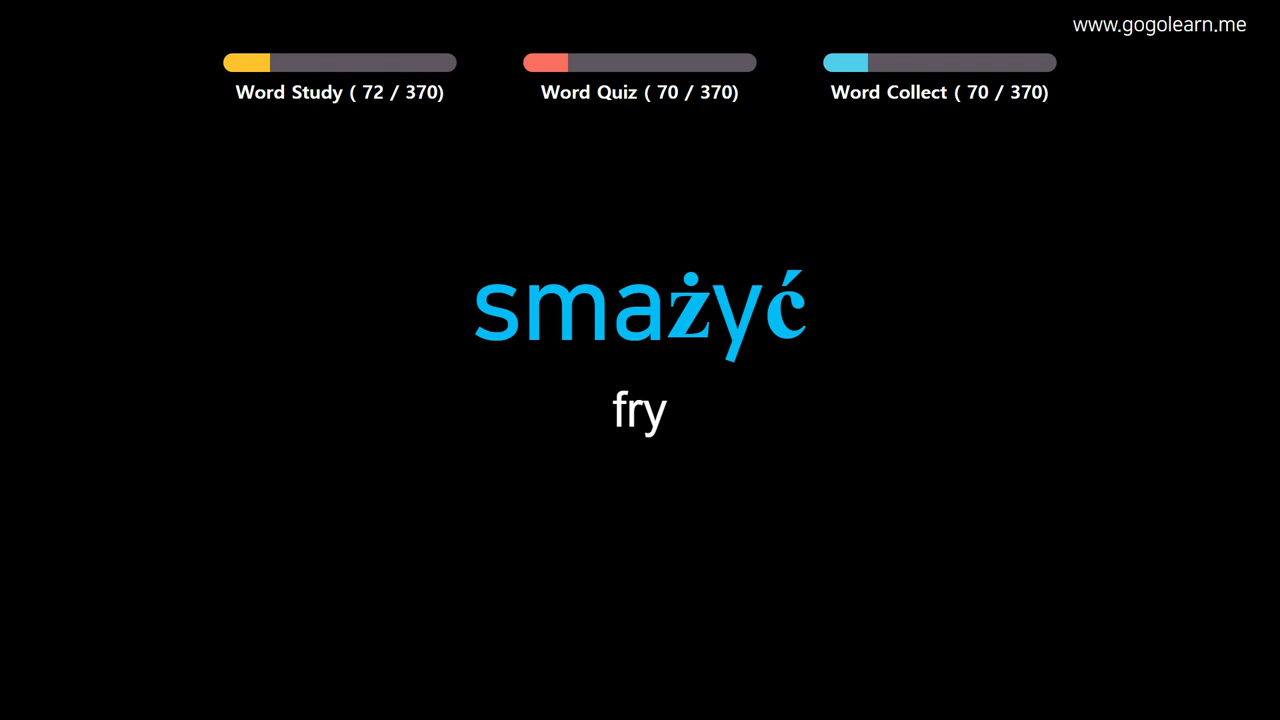 www.gogolearn.me
Word Study ( 72 / 370)
Word Quiz ( 70 / 370)
Word Collect ( 70 / 370)
smażyć
fry